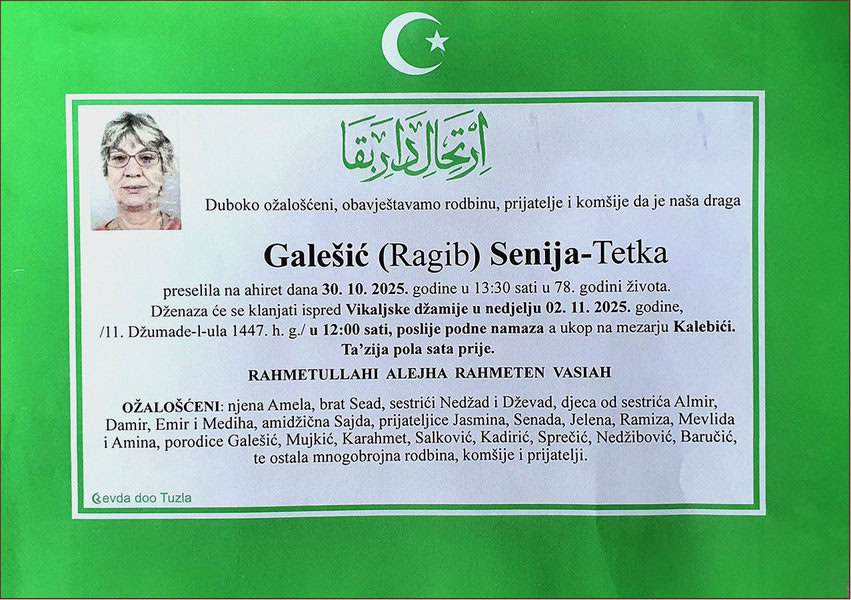 إرتحال دار بقا
Duboko ožalošćeni, obavještavamo rodbinu, prijatelje i komšije da je naša draga
Galešić (Ragib) Senija-Tetka
preselila na ahiret dana 30. 10. 2025. godine u 13:30 sati u 78. godini života.
Dženaza će se klanjati ispred Vikaljske džamije u nedjelju 02. 11. 2025. godine,
/11. Džumade-l-ula 1447. h. g./ u 12:00 sati, poslije podne namaza a ukop na mezarju Kalebići.
Ta’zija pola sata prije.
RAHMETULLAHI ALEJHA RAHMETEN VASIAH
OŽALOŠĆENI: njena Amela, brat Sead, sestrići Nedžad i Dževad, djeca od sestrića Almir,
Damir, Emir i Mediha, amidžična Sajda, prijateljice Jasmina, Senada, Jelena, Ramiza, Mevlida
i Amina, porodice Galešić, Mujkić, Karahmet, Salković, Kadirić, Sprečić, Nedžibović, Baručić,
te ostala mnogobrojna rodbina, komšije i prijatelji.
Sevda doo Tuzla